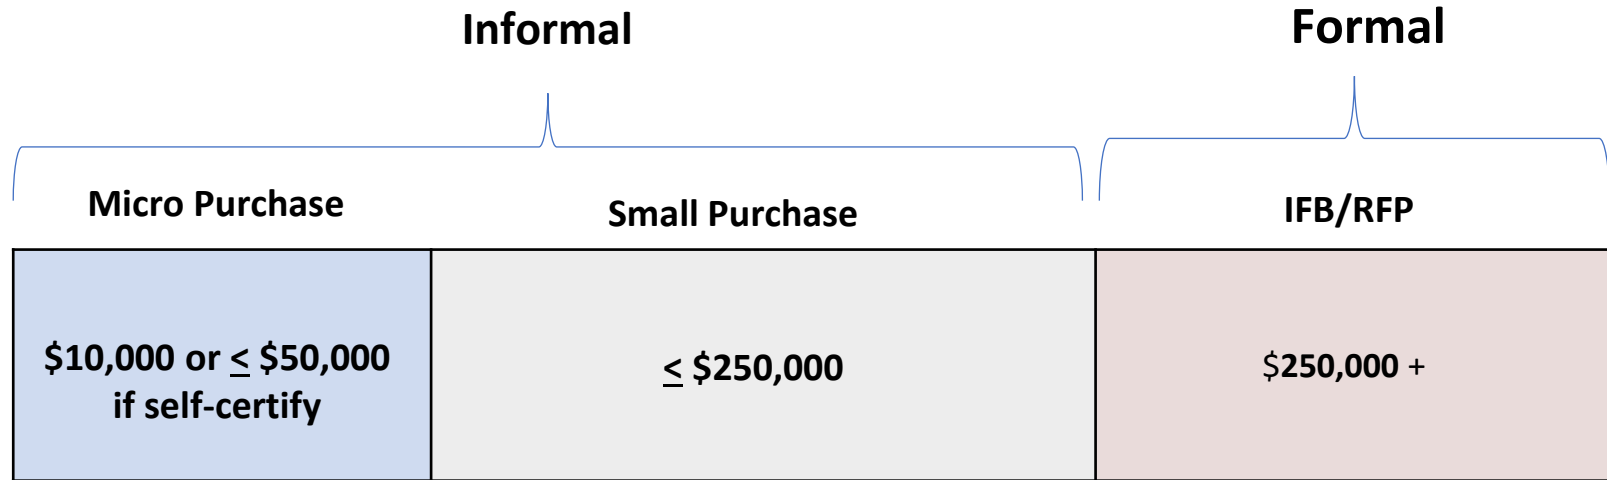 Informal
Formal
Micro Purchase
Small Purchase
IFB/RFP
$10,000 or < $50,000
if self-certify
< $250,000
$250,000 +